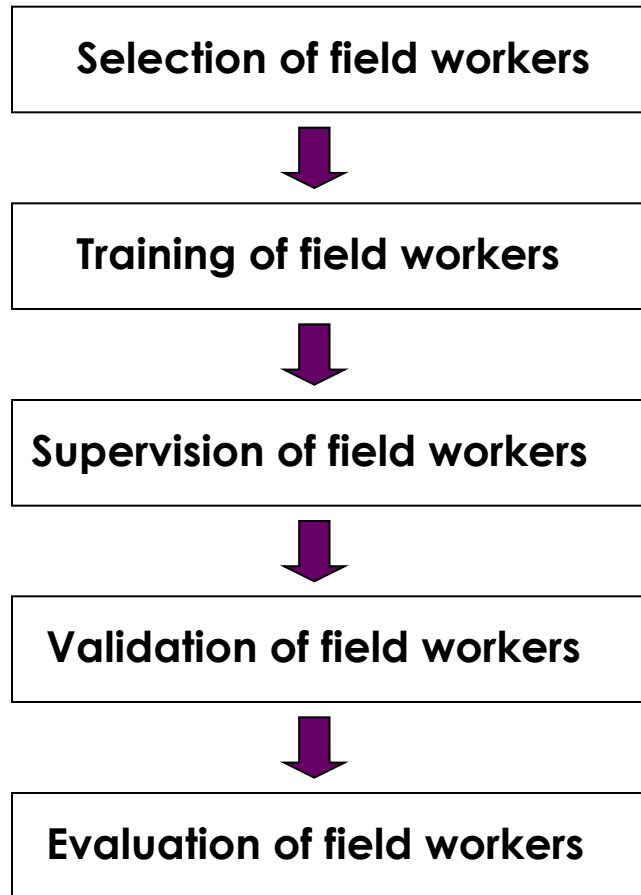 Selection of field workers
Training of field workers
Supervision of field workers
Validation of field workers
Evaluation of field workers